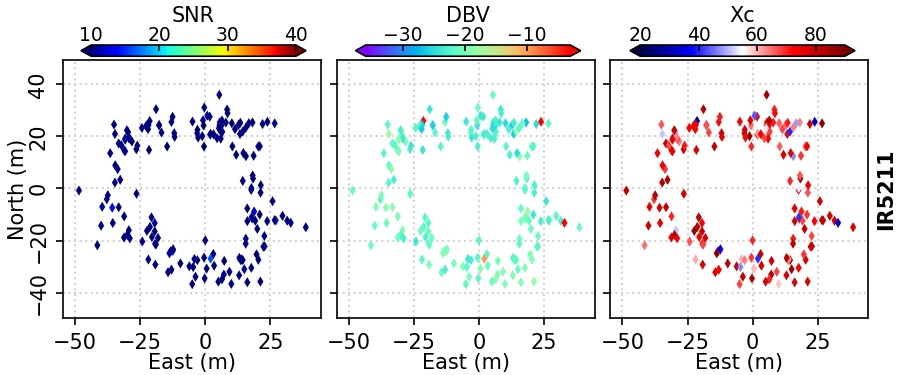 SNR DBV Xc
10 20 30 40 −30 −20 −10 20 40 60 80
40
20
0
−20
−40
North (m)
−50 −25 0 25 −50 −25 0 25 −50 −25 0 25
East (m) East (m) East (m)
IR5211